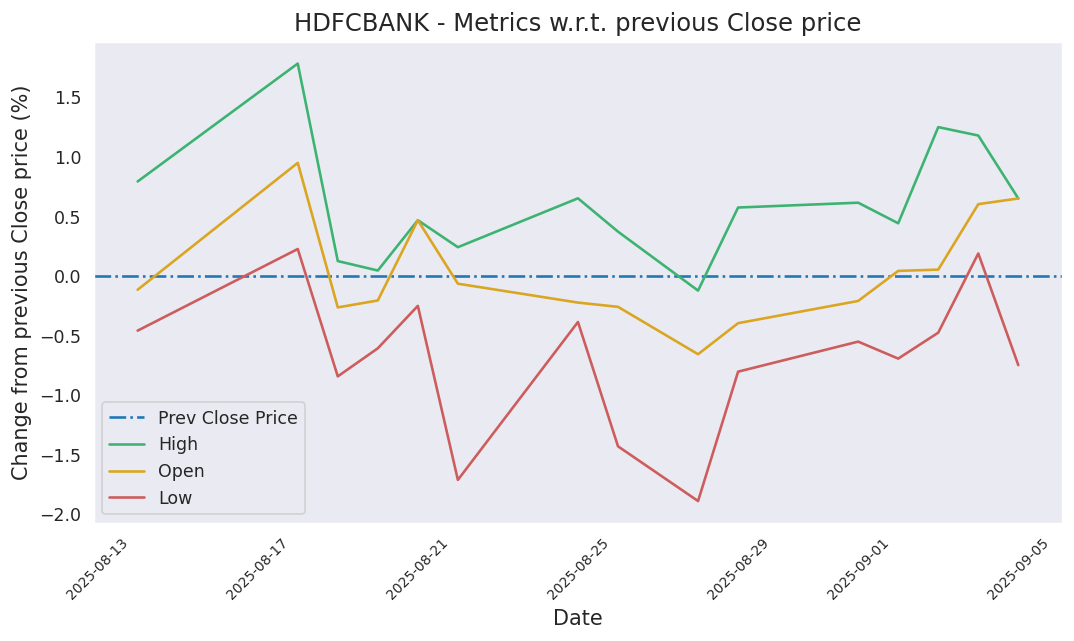 HDFCBANK - Metrics w.r.t. previous Close price
Change from previous Close price (%)
1.5
1.0
0.5
0.0
−0.5
−1.0
−1.5
−2.0
Prev Close Price
High
Open
Low
2025-08-13
2025-08-17
2025-08-21
2025-08-25
2025-08-29
2025-09-01
2025-09-05
Date